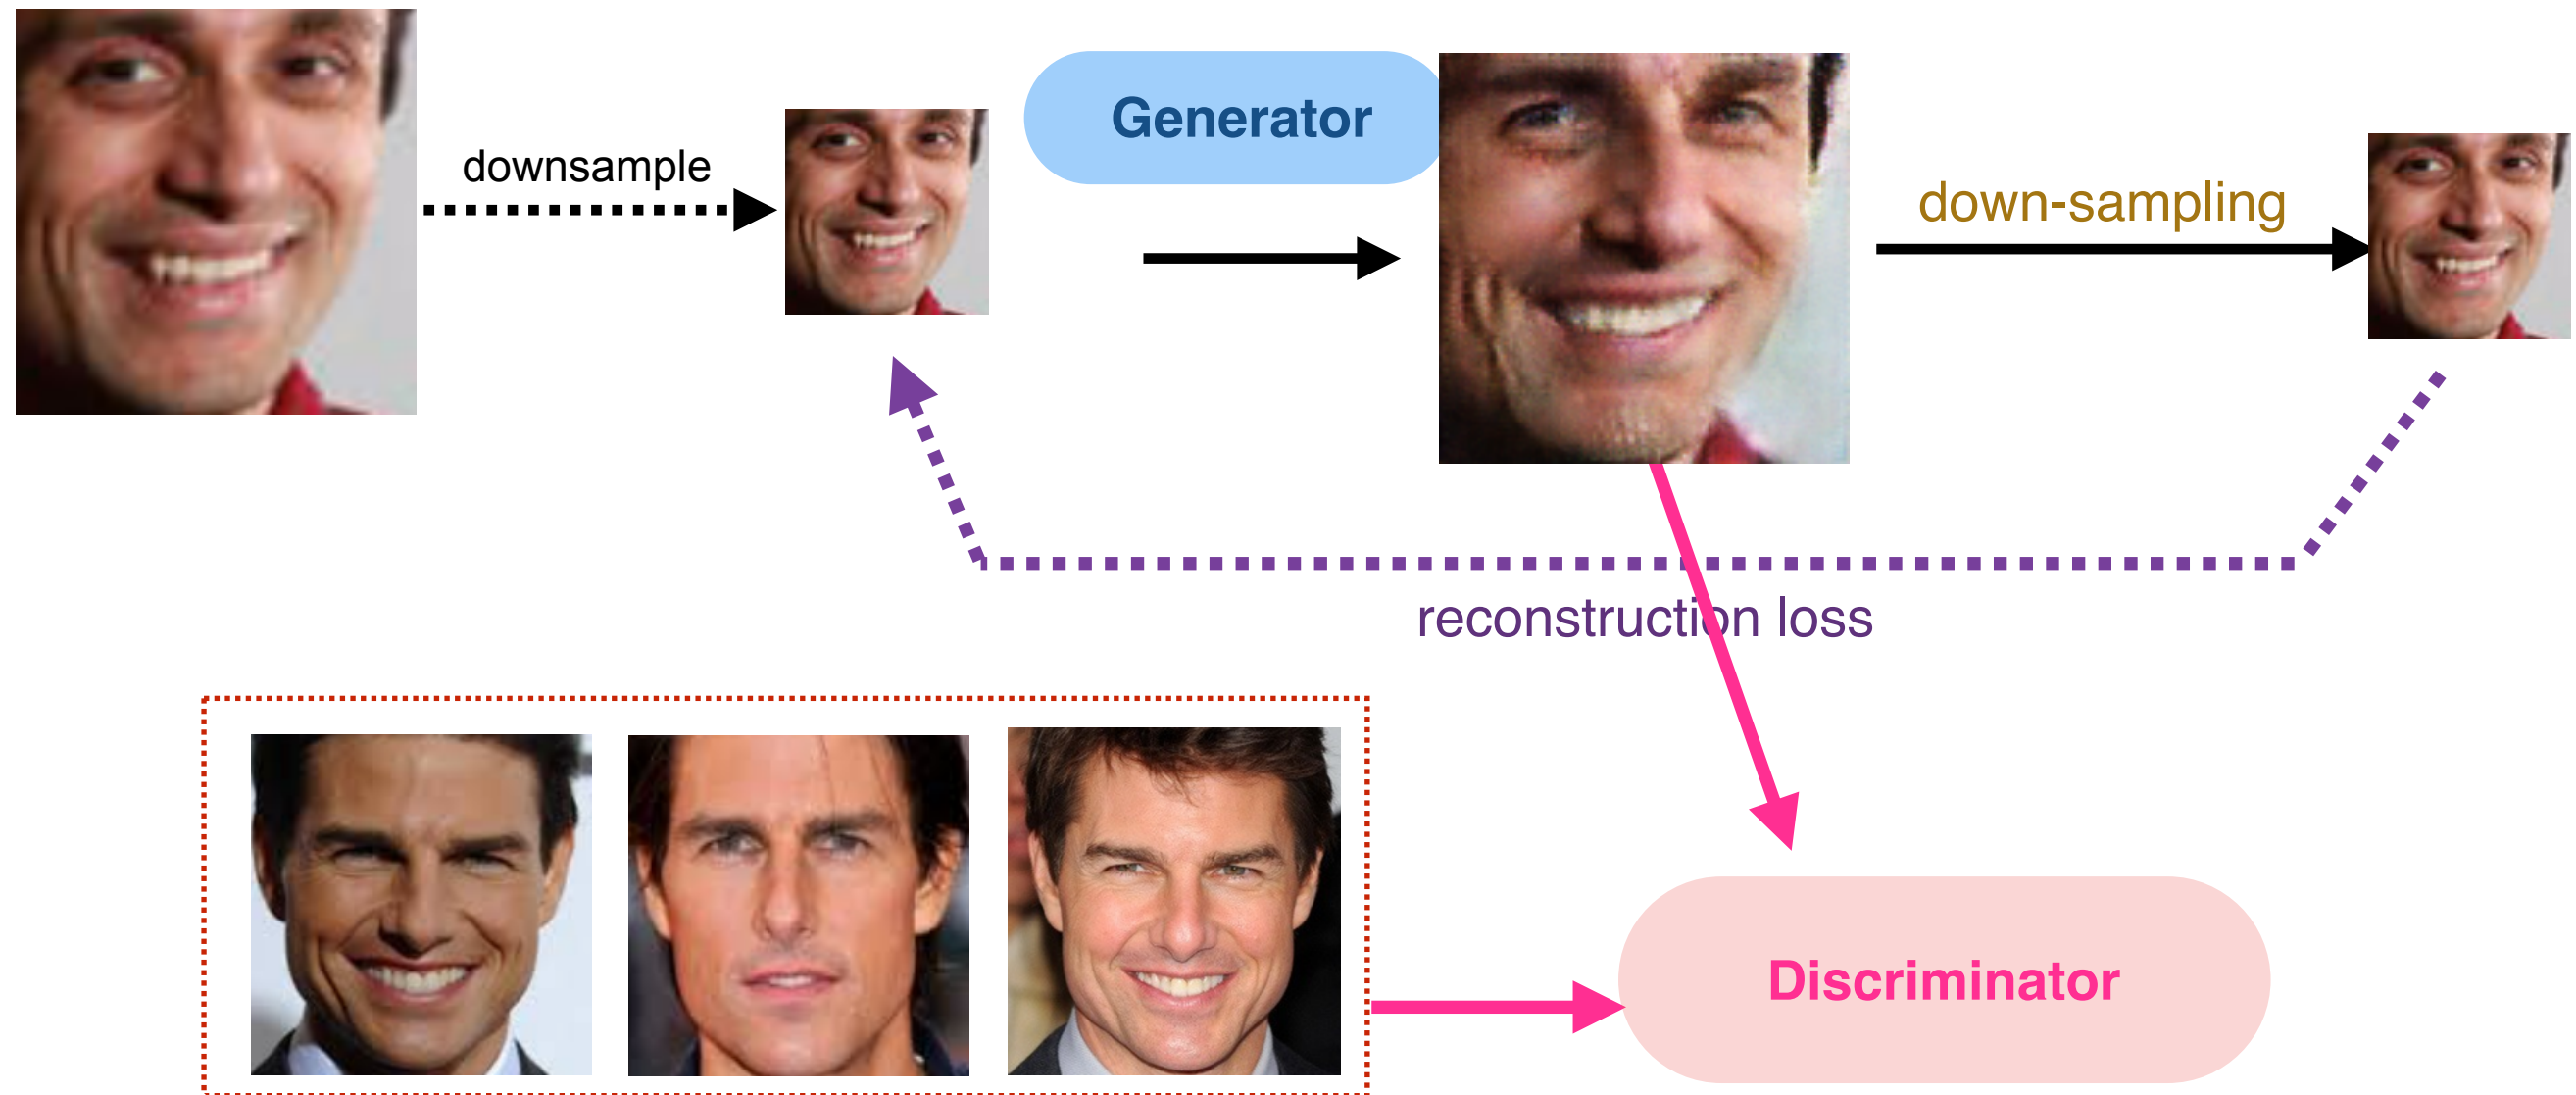 Generator
downsample
down-sampling
reconstruction loss
Discriminator